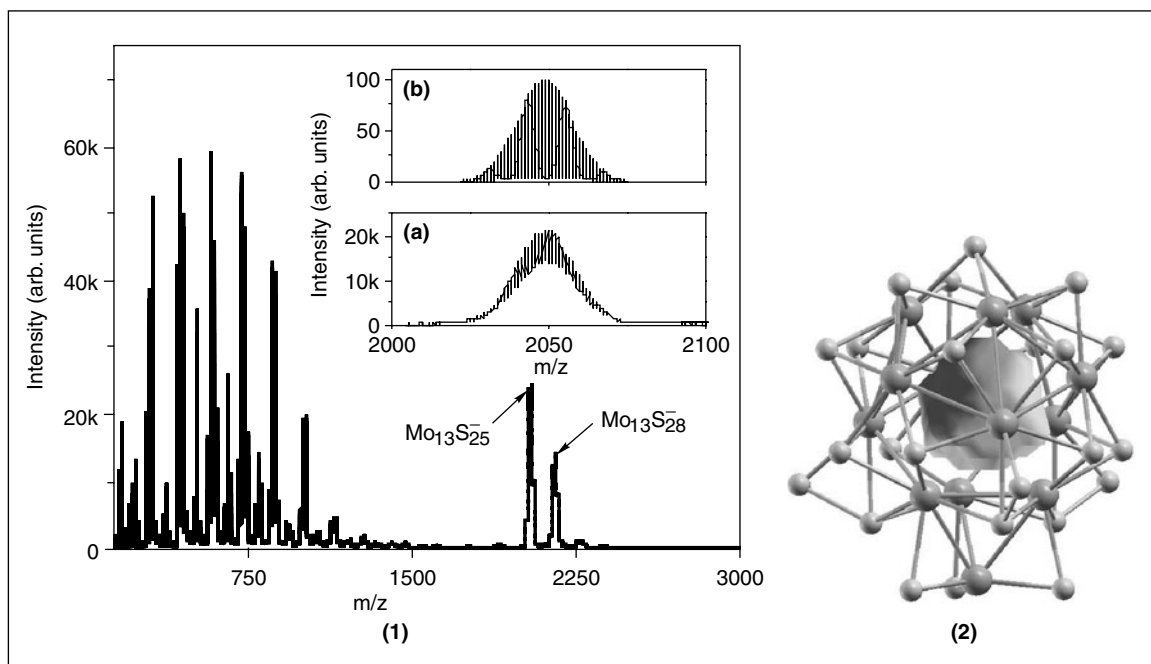 Intensity (arb. units)
60k
40k
20k
0
750
1500
2250
3000
m/z
(1)
Mo13S25−
Mo13S28−
Intensity (arb. units)
(b)
100
50
0
(a)
20k
10k
0
2000
2050
2100
m/z
(2)